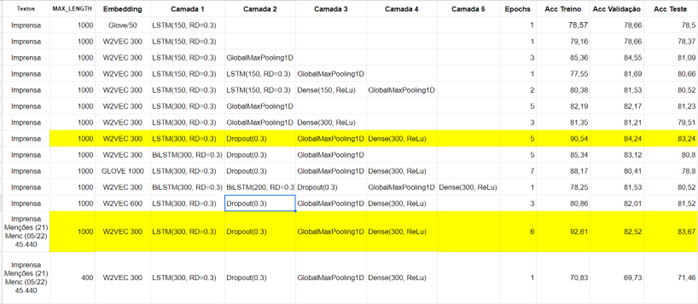 Textos MAX_LENGTH Embedding Camada 1 Camada 2 Camada 3 Camada 4 Camada 5 Epochs Acc Treino Acc Validação Acc Teste
Imprensa 1000 Glove/50 LSTM(150, RD=0.3) 1 78,57 78,66 78,5
Imprensa 1000 W2VEC 300 LSTM(150, RD=0.3) 1 79,16 78,66 78,37
Imprensa 1000 W2VEC 300 LSTM(150, RD=0.3) GlobalMaxPooling1D 3 85,36 84,55 81,09
Imprensa 1000 W2VEC 300 LSTM(150, RD=0.3) LSTM(150, RD=0.3) GlobalMaxPooling1D 1 77,55 81,69 80,66
Imprensa 1000 W2VEC 300 LSTM(150, RD=0.3) LSTM(150, RD=0.3) Dense(150, ReLu) GlobalMaxPooling1D 2 80,38 81,53 80,52
Imprensa 1000 W2VEC 300 LSTM(300, RD=0.3) GlobalMaxPooling1D 5 82,19 82,17 81,23
Imprensa 1000 W2VEC 300 LSTM(300, RD=0.3) GlobalMaxPooling1D Dense(300, ReLu) 3 81,35 81,21 79,51
Imprensa 1000 W2VEC 300 LSTM(300, RD=0.3) Dropout(0.3) GlobalMaxPooling1D Dense(300, ReLu) 5 90,54 84,24 83,24
Imprensa 1000 W2VEC 300 BiLSTM(300, RD=0.3) Dropout(0.3) GlobalMaxPooling1D 5 85,34 83,12 80,8
Imprensa 1000 GLOVE 1000 LSTM(300, RD=0.3) Dropout(0.3) GlobalMaxPooling1D Dense(300, ReLu) 7 88,17 80,41 78,8
Imprensa 1000 W2VEC 300 BiLSTM(300, RD=0.3) BiLSTM(200, RD=0.3 Dropout(0.3) GlobalMaxPooling1D Dense(300, ReLu) 1 78,25 81,53 80,52
Imprensa 1000 W2VEC 600 LSTM(300, RD=0.3) Dropout(0.3) GlobalMaxPooling1D Dense(300, ReLu) 3 80,86 82,01 81,52
Imprensa
Menções (21)
Menc (05/22)
45.440 1000 W2VEC 300 LSTM(300, RD=0.3) Dropout(0.3) GlobalMaxPooling1D Dense(300, ReLu) 6 92,61 82,52 83,67
Imprensa
Menções (21)
Menc (05/22)
45.440 400 W2VEC 300 LSTM(300, RD=0.3) Dropout(0.3) GlobalMaxPooling1D Dense(300, ReLu) 1 70,83 69,73 71,46